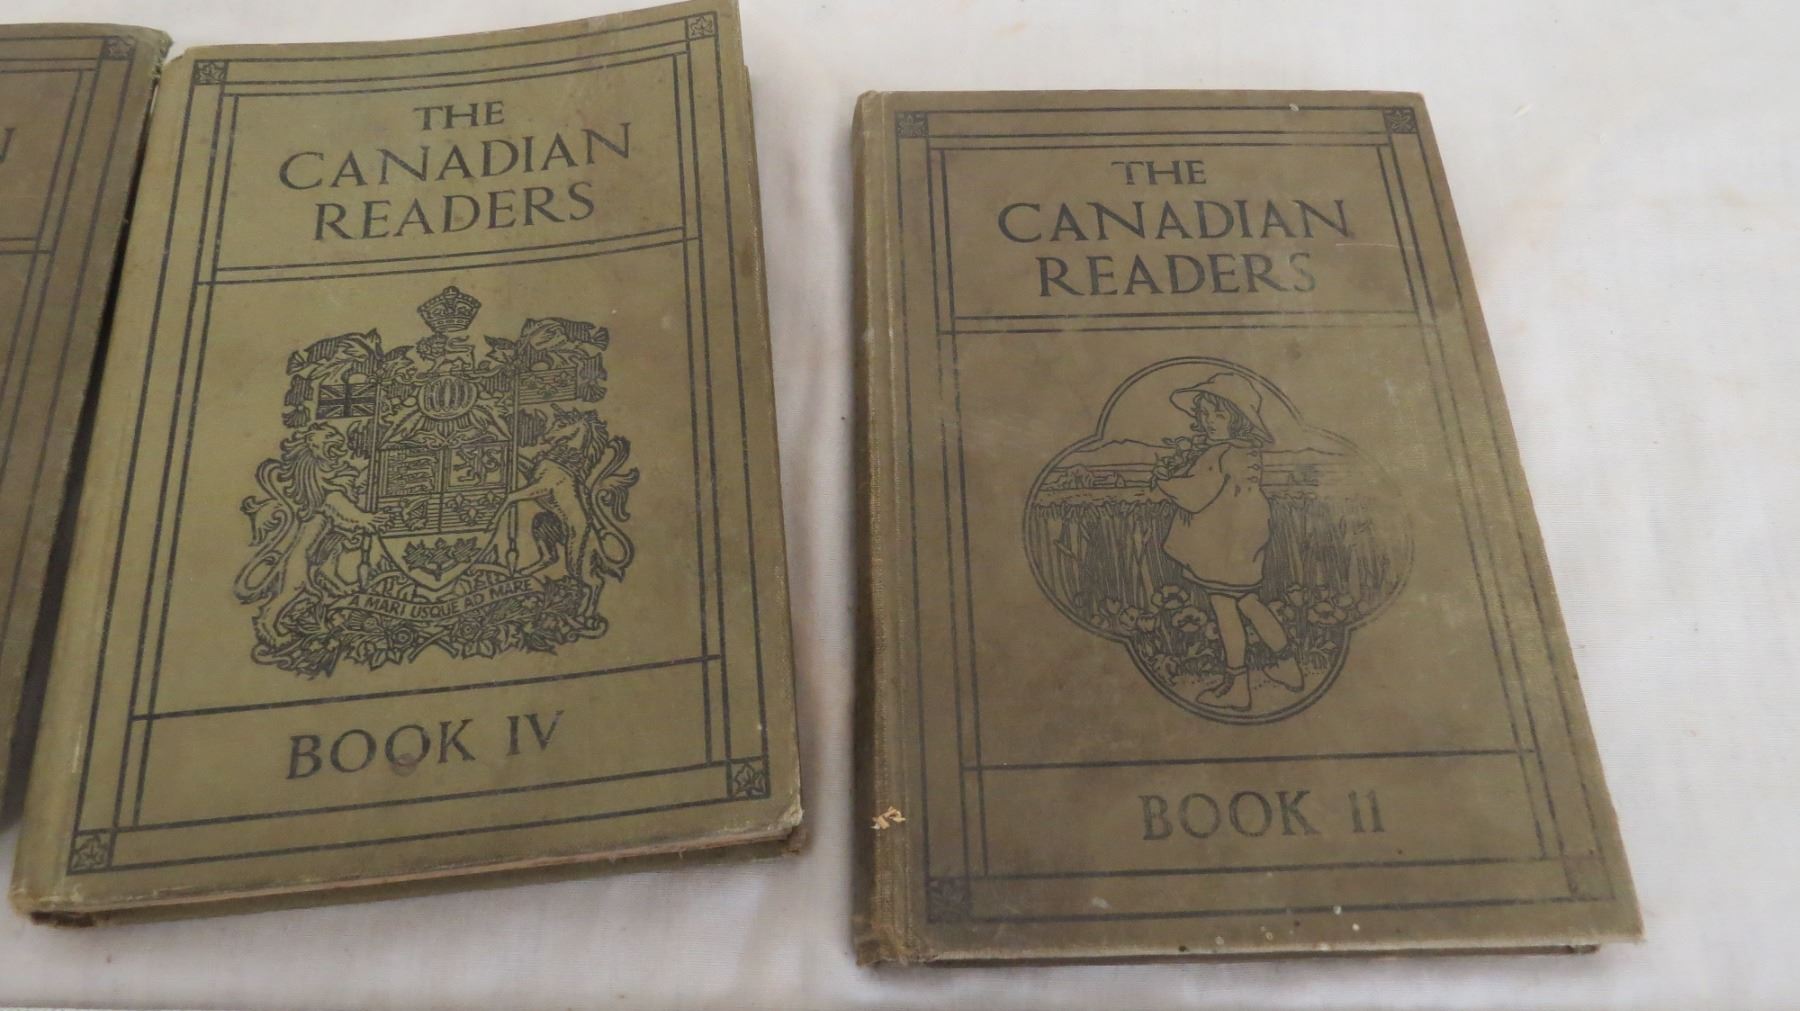 N
THE
CANADIAN
READERS
A MARI USQUE AD MARE
BOOK IV
THE
CANADIAN
READERS
BOOK II